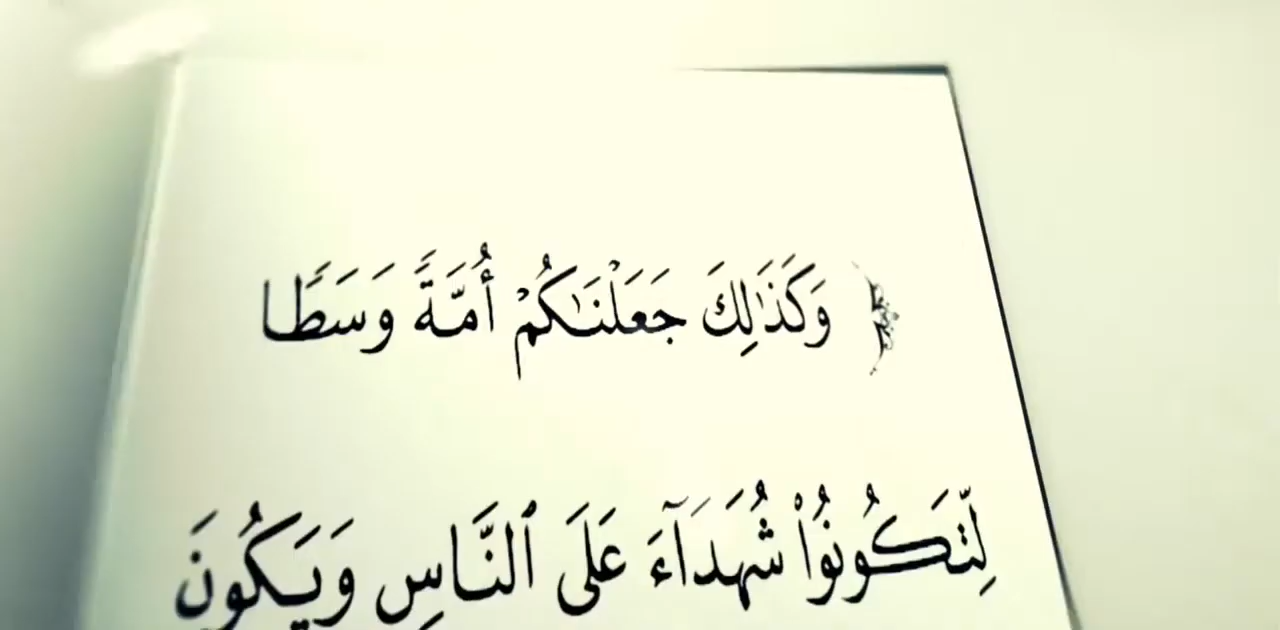 ﴿ وَكَذَٰلِكَ جَعَلْنَٰكُمْ أُمَّةً وَسَطًا
لِّتَكُونُوا۟ شُهَدَآءَ عَلَى ٱلنَّاسِ وَيَكُونَ